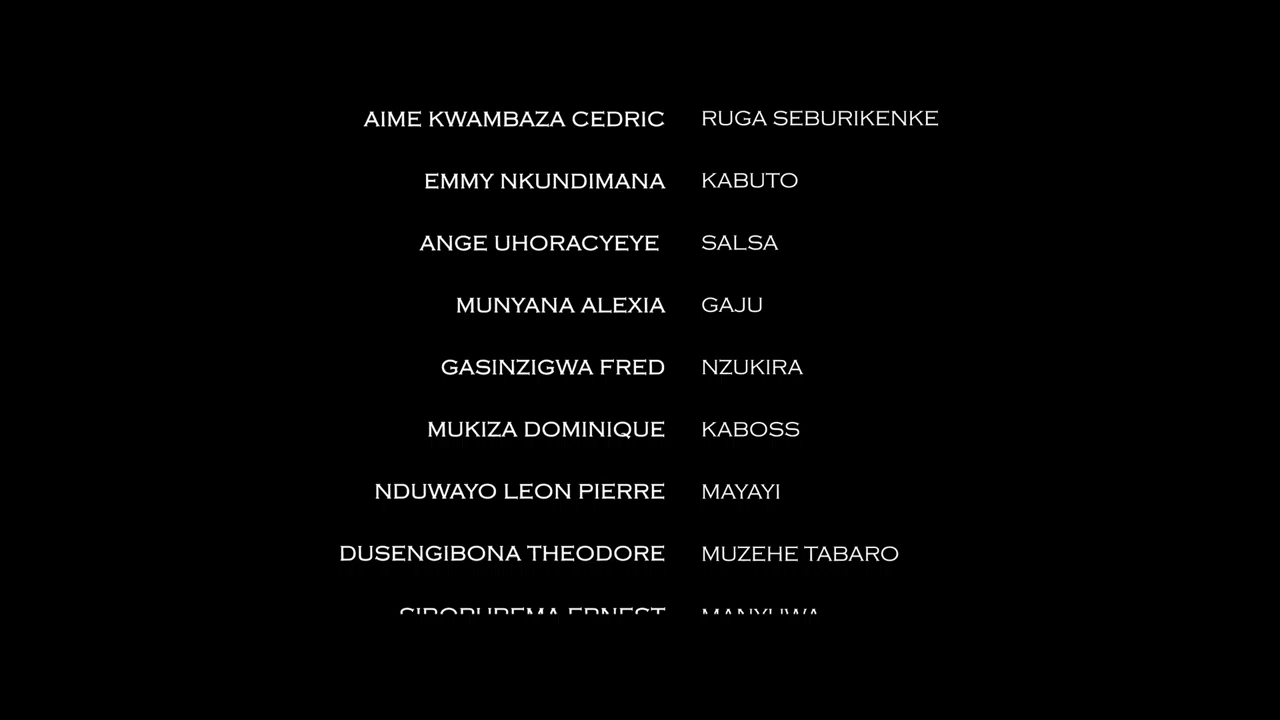 AIME KWAMBAZA CEDRIC RUGA SEBURIKENKE
EMMY NKUNDIMANA KABUTO
ANGE UHORACYEYE SALSA
MUNYANA ALEXIA GAJU
GASINZIGWA FRED NZUKIRA
MUKIZA DOMINIQUE KABOSS
NDUWAYO LEON PIERRE MAYAYI
DUSENGIBONA THEODORE MUZEHE TABARO
ERNEST